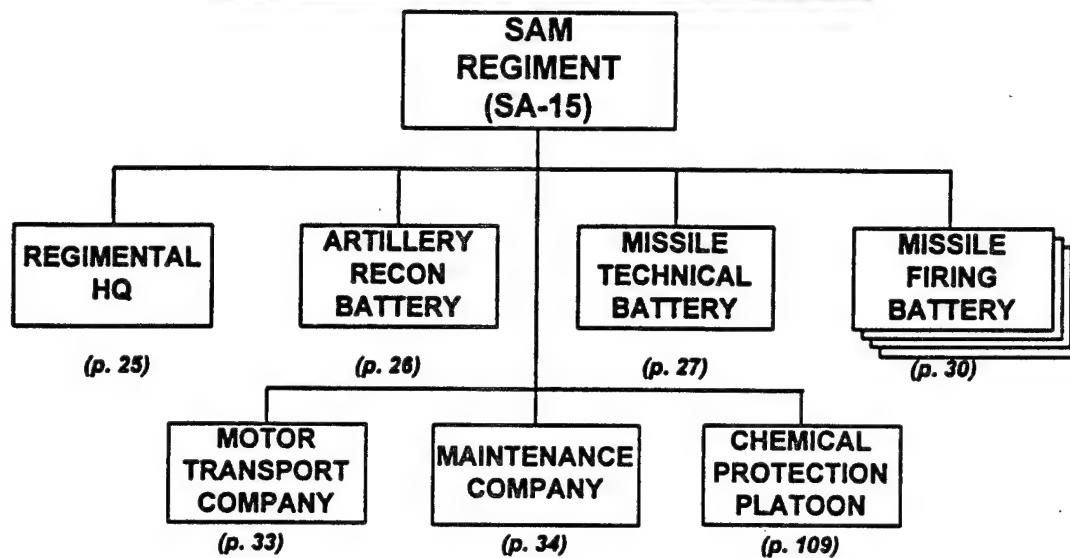 SAM
REGIMENT
(SA-15)
REGIMENTAL
HQ
(p. 25)
ARTILLERY
RECON
BATTERY
(p. 26)
MISSILE
TECHNICAL
BATTERY
(p. 27)
MISSILE
FIRING
BATTERY
(p. 30)
MOTOR
TRANSPORT
COMPANY
(p. 33)
MAINTENANCE
COMPANY
(p. 34)
CHEMICAL
PROTECTION
PLATOON
(p. 109)